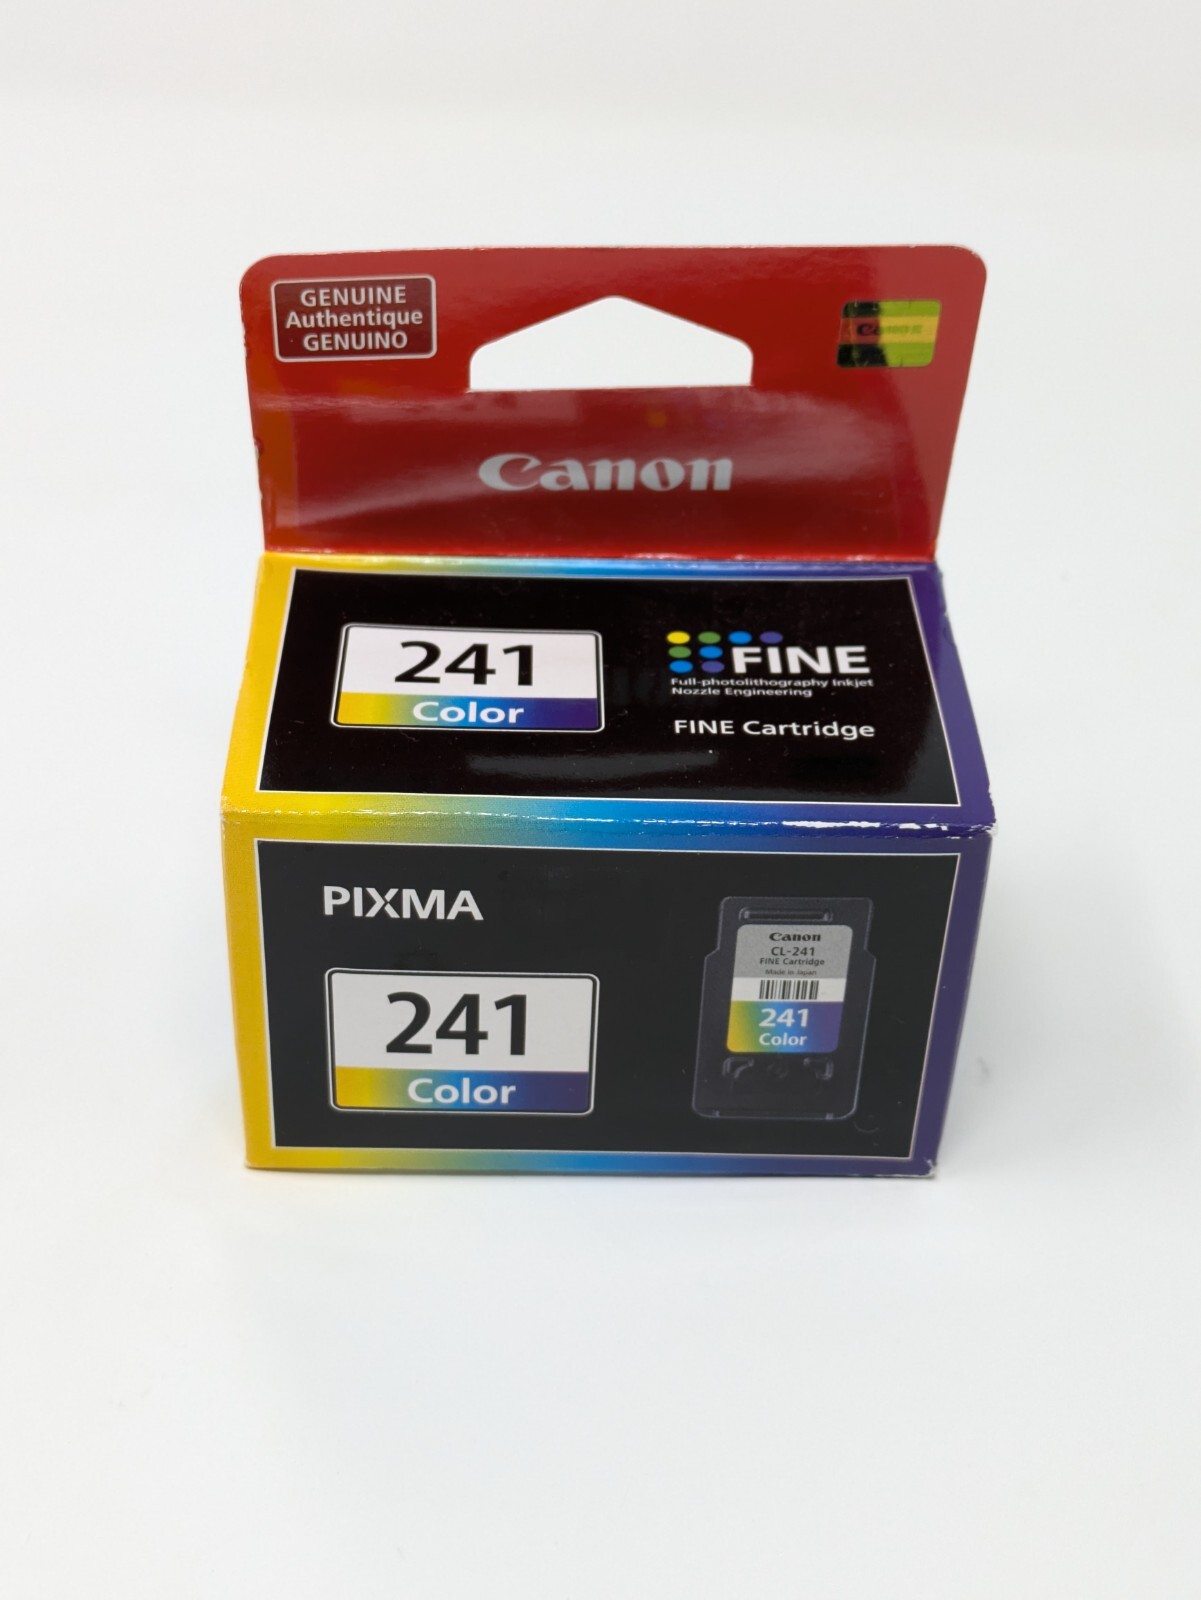 GENUINE
Authentique
GENUINO
Canon
Canon
241
Color
FINE
Full-photolithography Inkjet
Nozzle Engineering
FINE Cartridge
PIXMA
241
Color
Canon
CL-241
FINE Cartridge
Made in Japan
241
Color